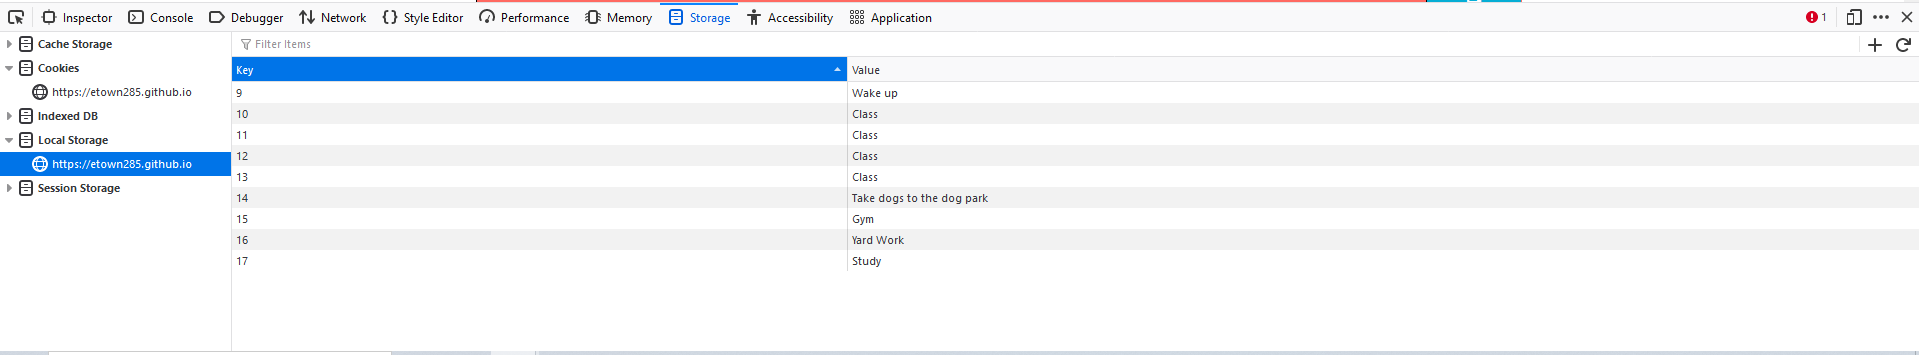 Inspector Console Debugger Network Style Editor Performance Memory Storage Accessibility Application 1
Cache Storage
Filter Items
Cookies
Key Value
https://etown285.github.io
9 Wake up
Indexed DB
10 Class
Local Storage
11 Class
https://etown285.github.io
12 Class
Session Storage
13 Class
14 Take dogs to the dog park
15 Gym
16 Yard Work
17 Study